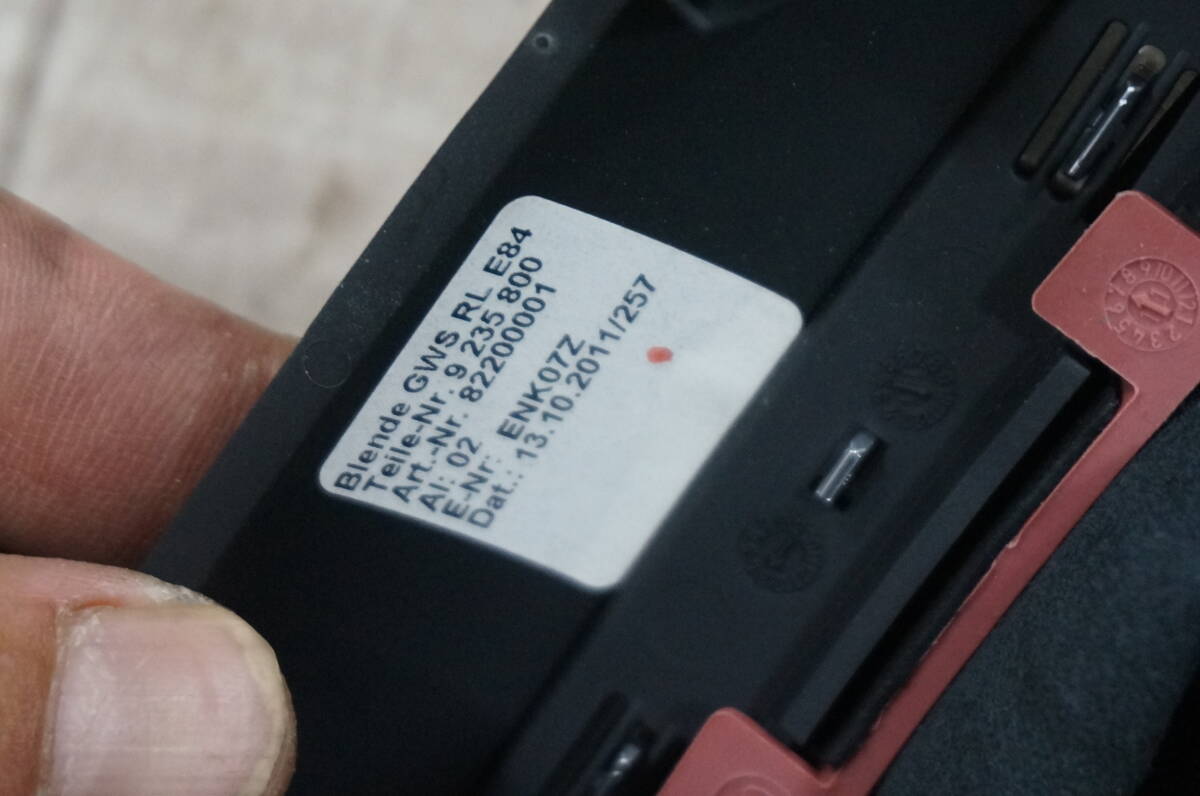 Blende GWS RL E84
Teile-Nr. 9 235 800
Art.-Nr. 82200001
AI: 02
E-Nr: ENK07Z
Dat.: 13.10.2011/257